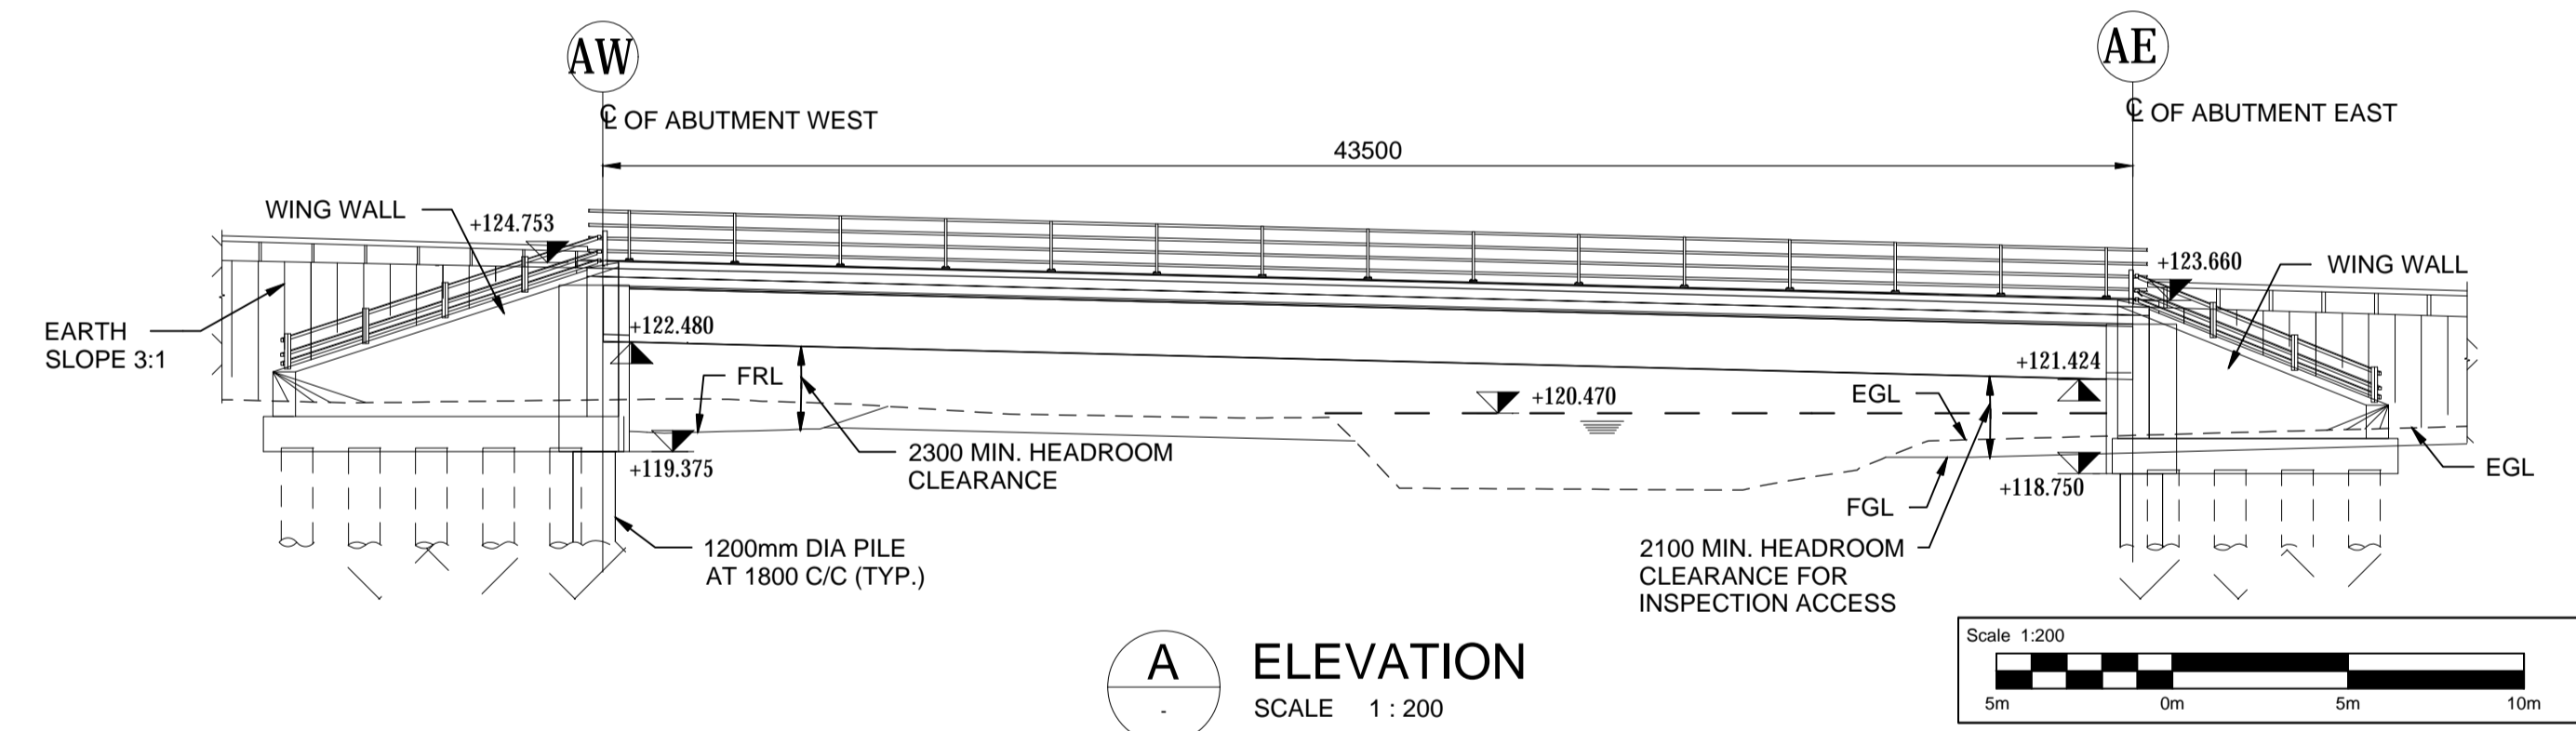 AW
AE
℄ OF ABUTMENT WEST
℄ OF ABUTMENT EAST
43500
WING WALL
+124.753
+123.660
WING WALL
EARTH
SLOPE 3:1
+122.480
+121.424
FRL
+120.470
EGL
2300 MIN. HEADROOM
CLEARANCE
+119.375
+118.750
EGL
FGL
1200mm DIA PILE
AT 1800 C/C (TYP.)
2100 MIN. HEADROOM
CLEARANCE FOR
INSPECTION ACCESS
A
-
ELEVATION
SCALE 1 : 200
Scale 1:200
5m 0m 5m 10m